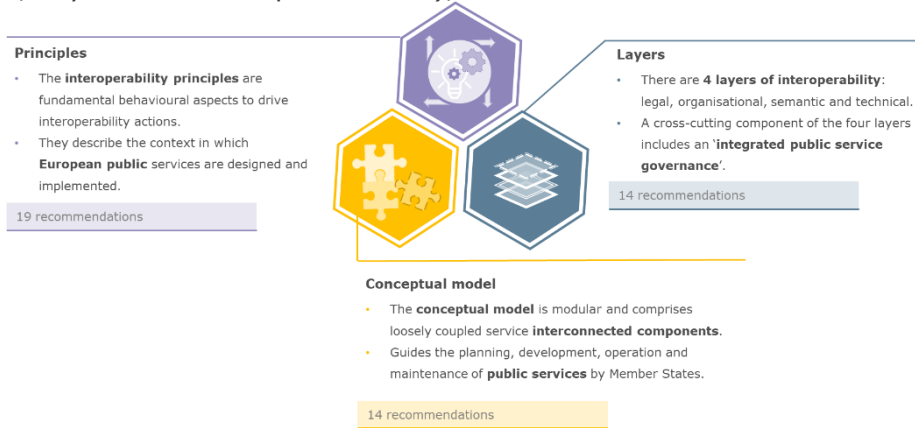 Principles
• The interoperability principles are
fundamental behavioural aspects to drive
interoperability actions.
• They describe the context in which
European public services are designed and
implemented.
19 recommendations
Layers
• There are 4 layers of interoperability:
legal, organisational, semantic and technical.
• A cross-cutting component of the four layers
includes an ‘integrated public service
governance’.
14 recommendations
Conceptual model
• The conceptual model is modular and comprises
loosely coupled service interconnected components.
• Guides the planning, development, operation and
maintenance of public services by Member States.
14 recommendations